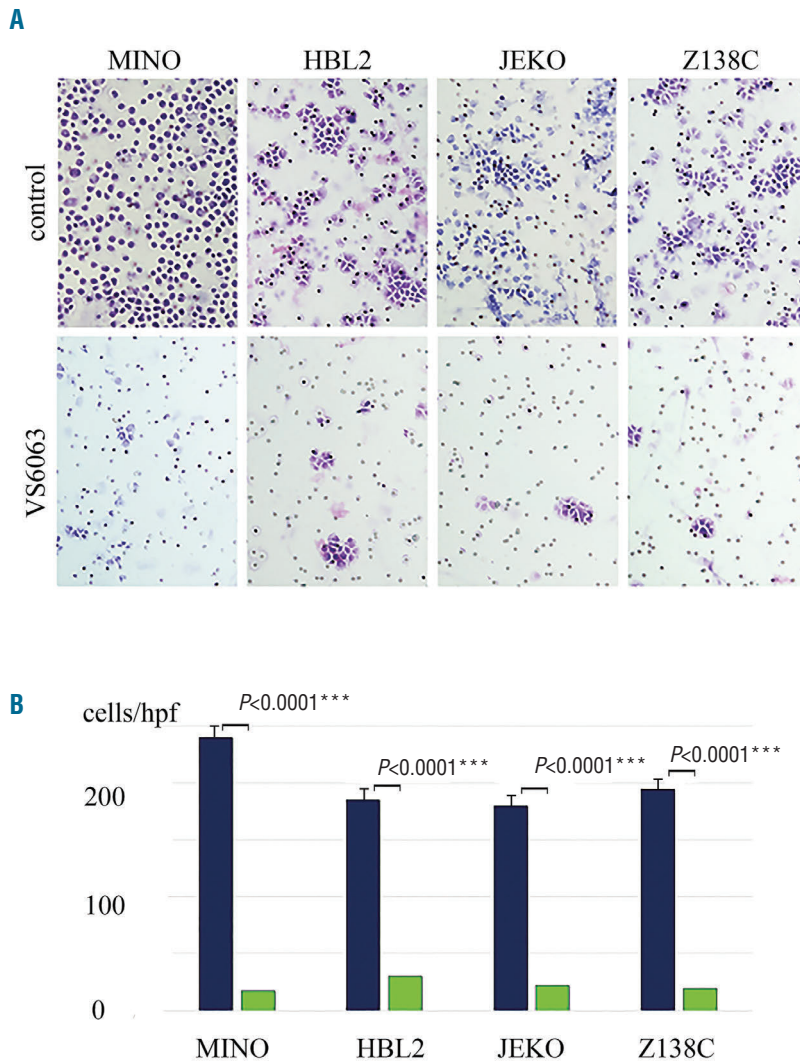 A
MINO HBL2 JEKO Z138C
control
VS6063
B
cells/hpf
P<0.0001***
P<0.0001***
P<0.0001***
P<0.0001***
200
100
0
MINO HBL2 JEKO Z138C